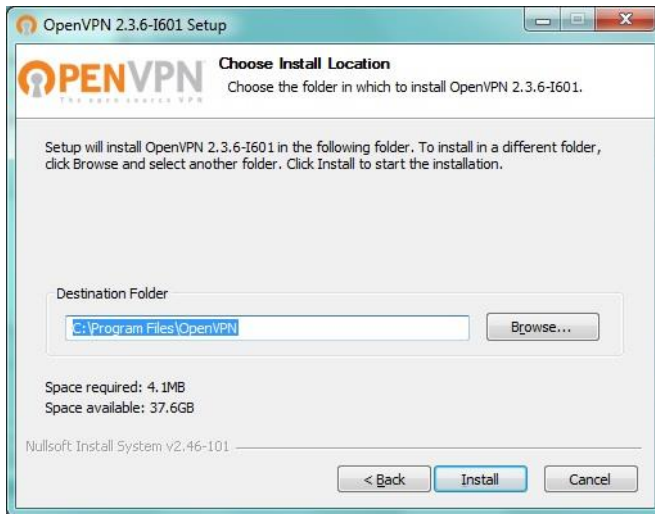 OpenVPN 2.3.6-I601 Setup
OPENVPN
The open source VPN
Choose Install Location
Choose the folder in which to install OpenVPN 2.3.6-I601.
Setup will install OpenVPN 2.3.6-I601 in the following folder. To install in a different folder,
click Browse and select another folder. Click Install to start the installation.
Destination Folder
C:\Program Files\OpenVPN
Browse...
Space required: 4.1MB
Space available: 37.6GB
Nullsoft Install System v2.46-101
< Back
Install
Cancel